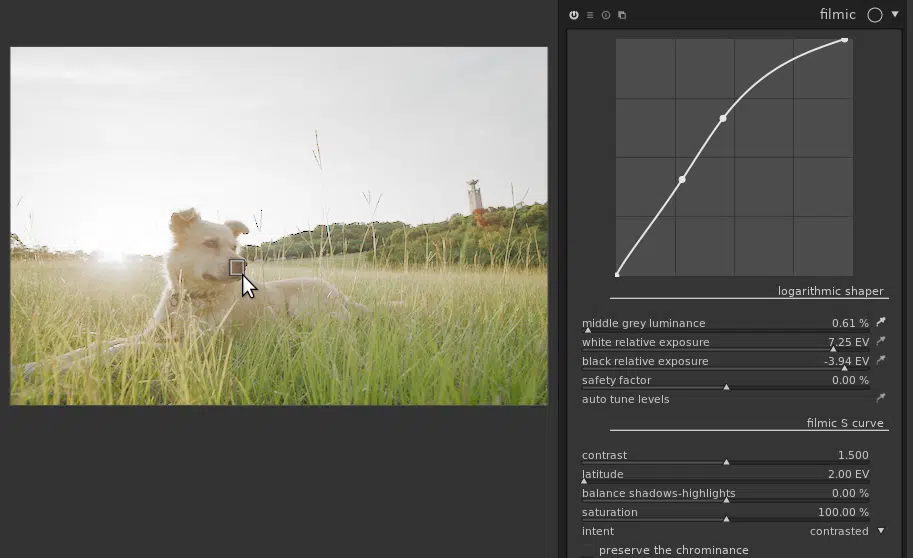 filmic
logarithmic shaper
middle grey luminance 0.61 %
white relative exposure 7.25 EV
black relative exposure -3.94 EV
safety factor 0.00 %
auto tune levels
filmic S curve
contrast 1.500
latitude 2.00 EV
balance shadows-highlights 0.00 %
saturation 100.00 %
intent contrasted
preserve the chrominance